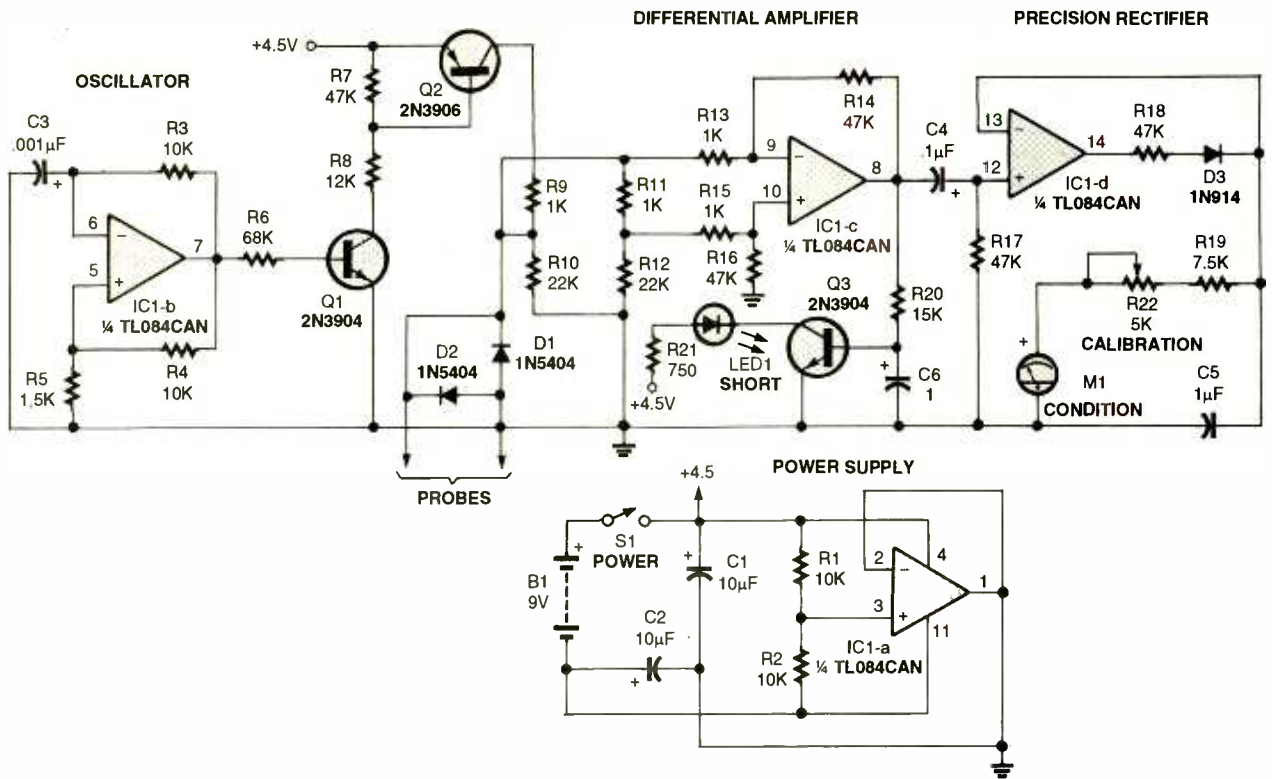 DIFFERENTIAL AMPLIFIER
PRECISION RECTIFIER
OSCILLATOR
+4.5V
R7
47K
Q2
2N3906
C3
.001µF
+
R3
10K
R8
12K
6
−
5
+
7
IC1-b
¼ TL084CAN
R6
68K
Q1
2N3904
R4
10K
R5
1,5K
R9
1K
R10
22K
D2
1N5404
D1
1N5404
PROBES
R11
1K
R12
22K
R13
1K
R15
1K
R16
47K
R14
47K
9
−
10
+
8
IC1-c
¼ TL084CAN
R21
750
+4.5V
LED1
SHORT
Q3
2N3904
R20
15K
+
C6
1
C4
.1µF
+
R17
47K
13
−
12
+
14
IC1-d
¼ TL084CAN
R18
47K
D3
1N914
R19
7.5K
R22
5K
CALIBRATION
+
M1
CONDITION
C5
1µF
POWER SUPPLY
+4.5
S1
POWER
+
B1
9V
+
C1
10µF
C2
10µF
+
R1
10K
R2
10K
2
−
3
+
4
11
1
IC1-a
¼ TL084CAN